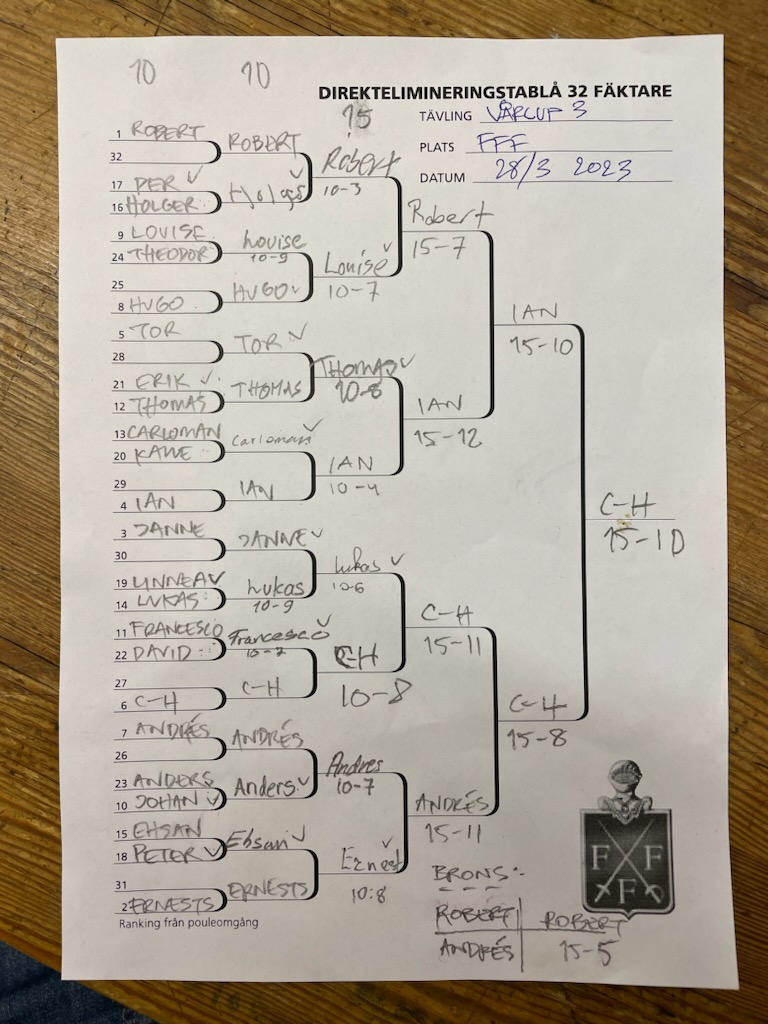 10 10
DIREKTELIMINERINGSTABLÅ 32 FÄKTARE
15
TÄVLING VÅRCUP 3
PLATS FFF
DATUM 28/3 2023
1 ROBERT
32
17 PER ✓
16 HOLGER
9 LOUISE
24 THEODOR
25
8 HUGO
5 TOR
28
21 ERIK ✓
12 THOMAS
13 CARLOMAN
20 KALLE
29
4 IAN
3 JANNE
30
19 LINNEA ✓
14 LUKAS
11 FRANCESCO
22 DAVID
27
6 C-H
7 ANDRÉS
26
23 ANDERS
10 JOHAN ✓
15 EHSAN
18 PETER ✓
31
2 ERNESTS
Ranking från pouleomgång
ROBERT
Holger ✓
Louise
10-9
HUGO ✓
TOR ✓
THOMAS
Carloman ✓
IAN
JANNE ✓
Lukas
10-9
Francesco ✓
10-2
C-H
ANDRÉS
Anders ✓
Ehsan ✓
ERNESTS
Robert
10-3
Louise ✓
10-7
THOMAS ✓
10-8
IAN
10-4
Lukas ✓
10-6
C-H
10-8
Andres
10-7
Ernest ✓
10:8
Robert
15-7
IAN
15-12
C-H
15-11
ANDRÉS
15-11
IAN
15-10
C-H
15-8
C-H
15-10
BRONS:-
ROBERT
ANDRÉS
ROBERT
15-5
F F
F